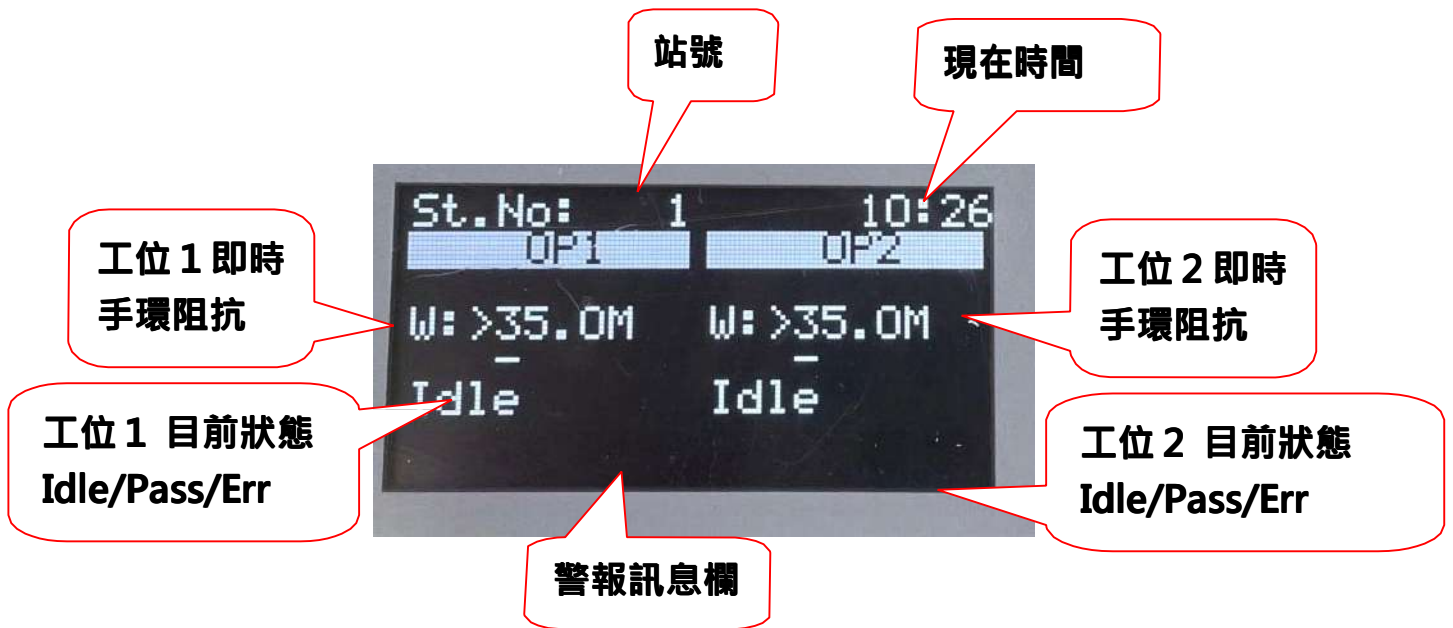 站號
現在時間
St.No: 1 10:26
OP1 OP2
工位 1 即時
手環阻抗
W:>35.0M W:>35.0M
工位 2 即時
手環阻抗
Idle Idle
工位 1 目前狀態
Idle/Pass/Err
工位 2 目前狀態
Idle/Pass/Err
警報訊息欄